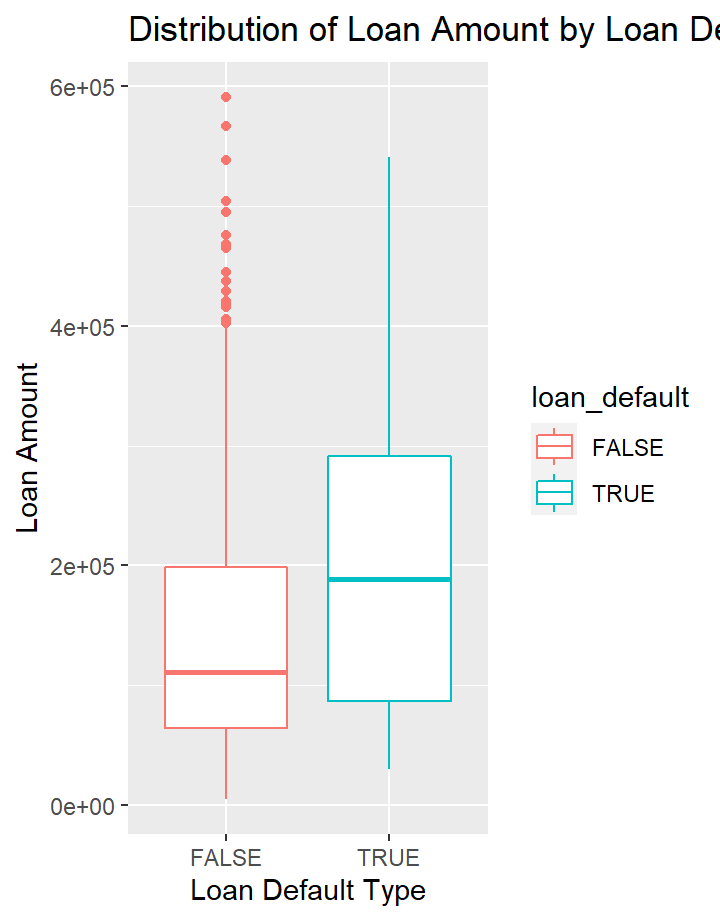 Distribution of Loan Amount by Loan De
6e+05
4e+05
2e+05
0e+00
Loan Amount
FALSE
TRUE
Loan Default Type
loan_default
FALSE
TRUE